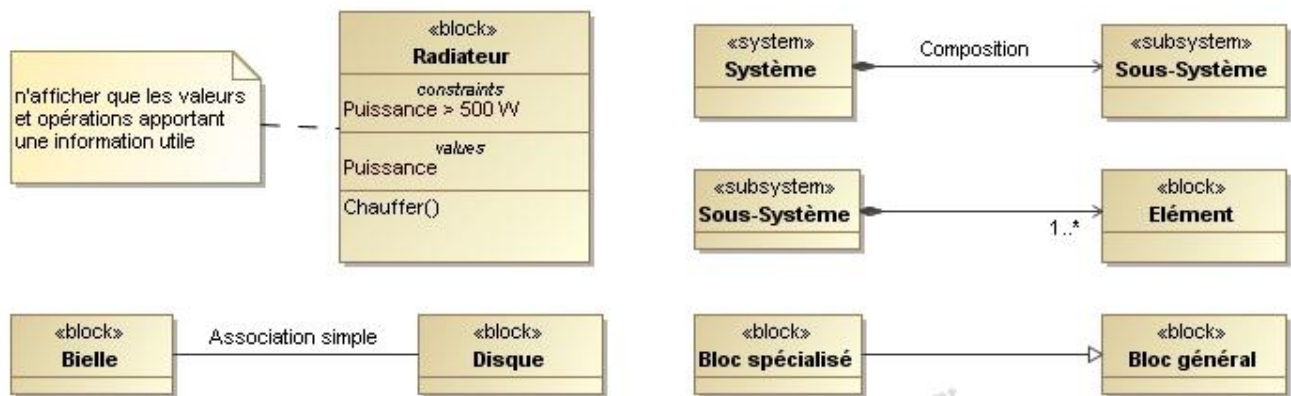 n'afficher que les valeurs
et opérations apportant
une information utile
«block»
Radiateur
constraints
Puissance > 500 W
values
Puissance
Chauffer()
«system»
Système
Composition
«subsystem»
Sous-Système
«subsystem»
Sous-Système
1..*
«block»
Elément
«block»
Bielle
Association simple
«block»
Disque
«block»
Bloc spécialisé
«block»
Bloc général